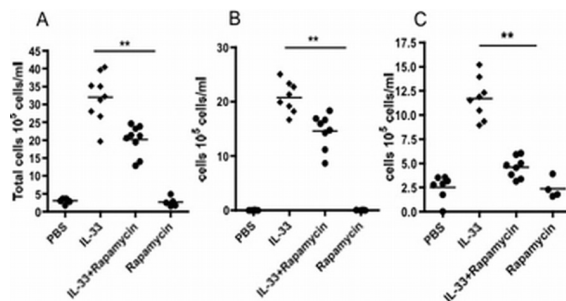 A
**
Total cells 10⁵ cells/ml
45
40
35
30
25
20
15
10
5
0
PBS
IL-33
IL-33+Rapamycin
Rapamycin
B
**
cells 10⁵ cells/ml
30
20
10
0
PBS
IL-33
IL-33+Rapamycin
Rapamycin
C
**
cells 10⁵ cells/ml
17.5
15.0
12.5
10.0
7.5
5.0
2.5
0.0
PBS
IL-33
IL-33+Rapamycin
Rapamycin